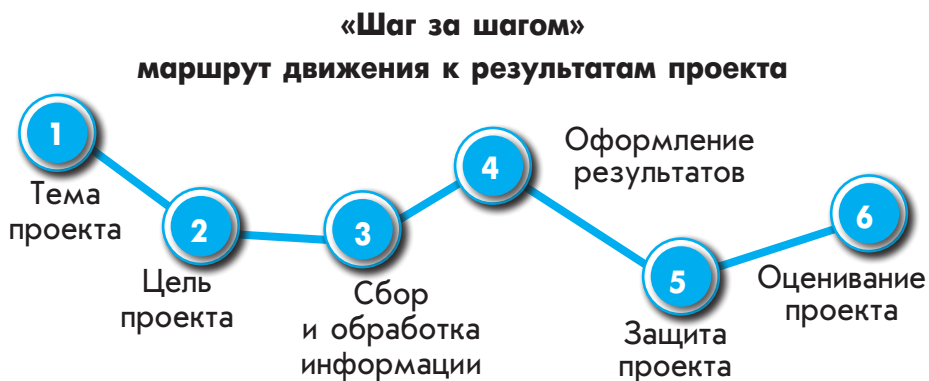 «Шаг за шагом»
маршрут движения к результатам проекта
1
Тема
проекта
2
Цель
проекта
3
Сбор
и обработка
информации
4
Оформление
результатов
5
Защита
проекта
6
Оценивание
проекта